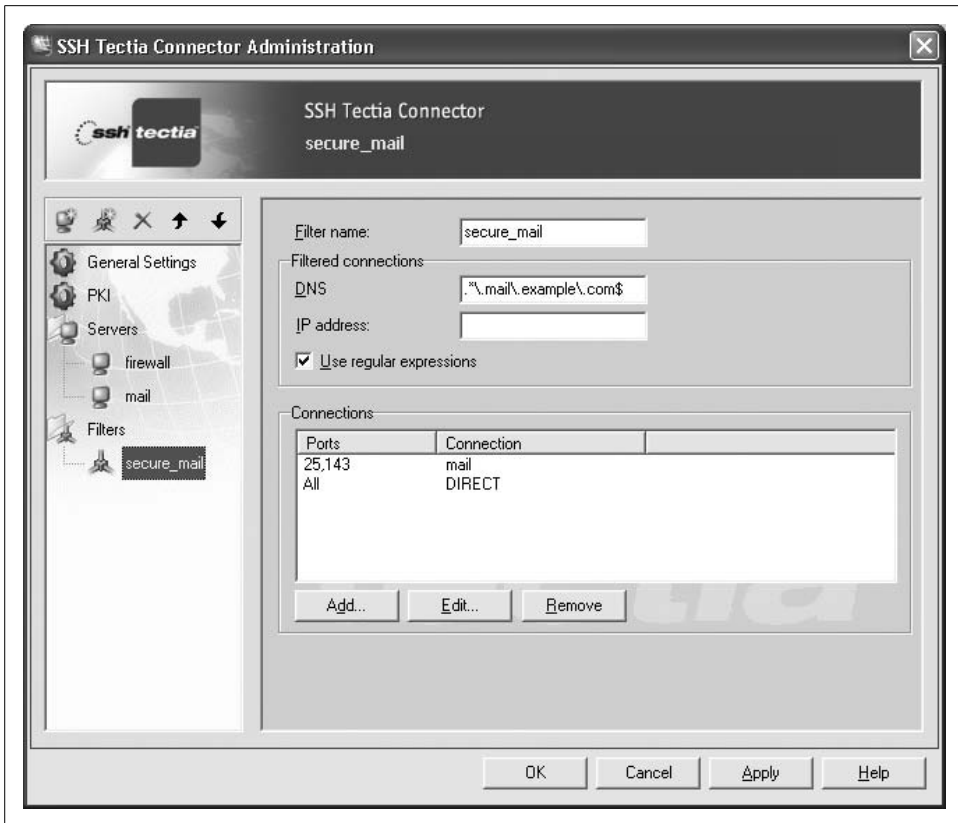 SSH Tectia Connector Administration
ssh tectia
SSH Tectia Connector
secure_mail
General Settings
PKI
Servers
firewall
mail
Filters
secure_mail
Filter name:
secure_mail
Filtered connections
DNS
.*\.mail\.example\.com$
IP address:
Use regular expressions
Connections
Ports Connection
25,143 mail
All DIRECT
Add... Edit... Remove
OK Cancel Apply Help